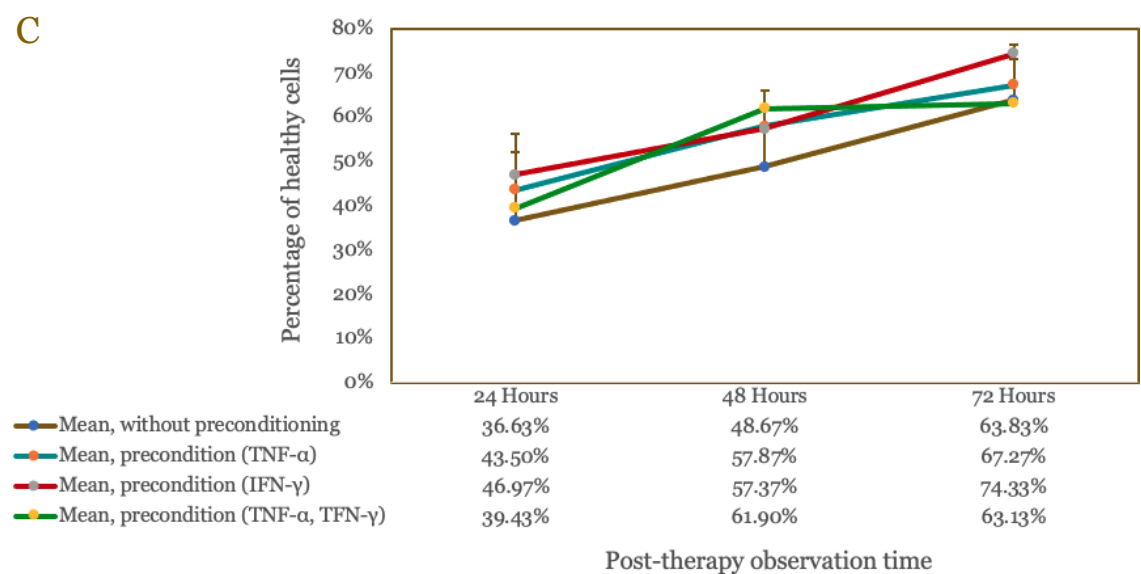 C
Percentage of healthy cells
80%
70%
60%
50%
40%
30%
20%
10%
0%
24 Hours 48 Hours 72 Hours
Mean, without preconditioning 36.63% 48.67% 63.83%
Mean, precondition (TNF-α) 43.50% 57.87% 67.27%
Mean, precondition (IFN-γ) 46.97% 57.37% 74.33%
Mean, precondition (TNF-α, TFN-γ) 39.43% 61.90% 63.13%
Post-therapy observation time